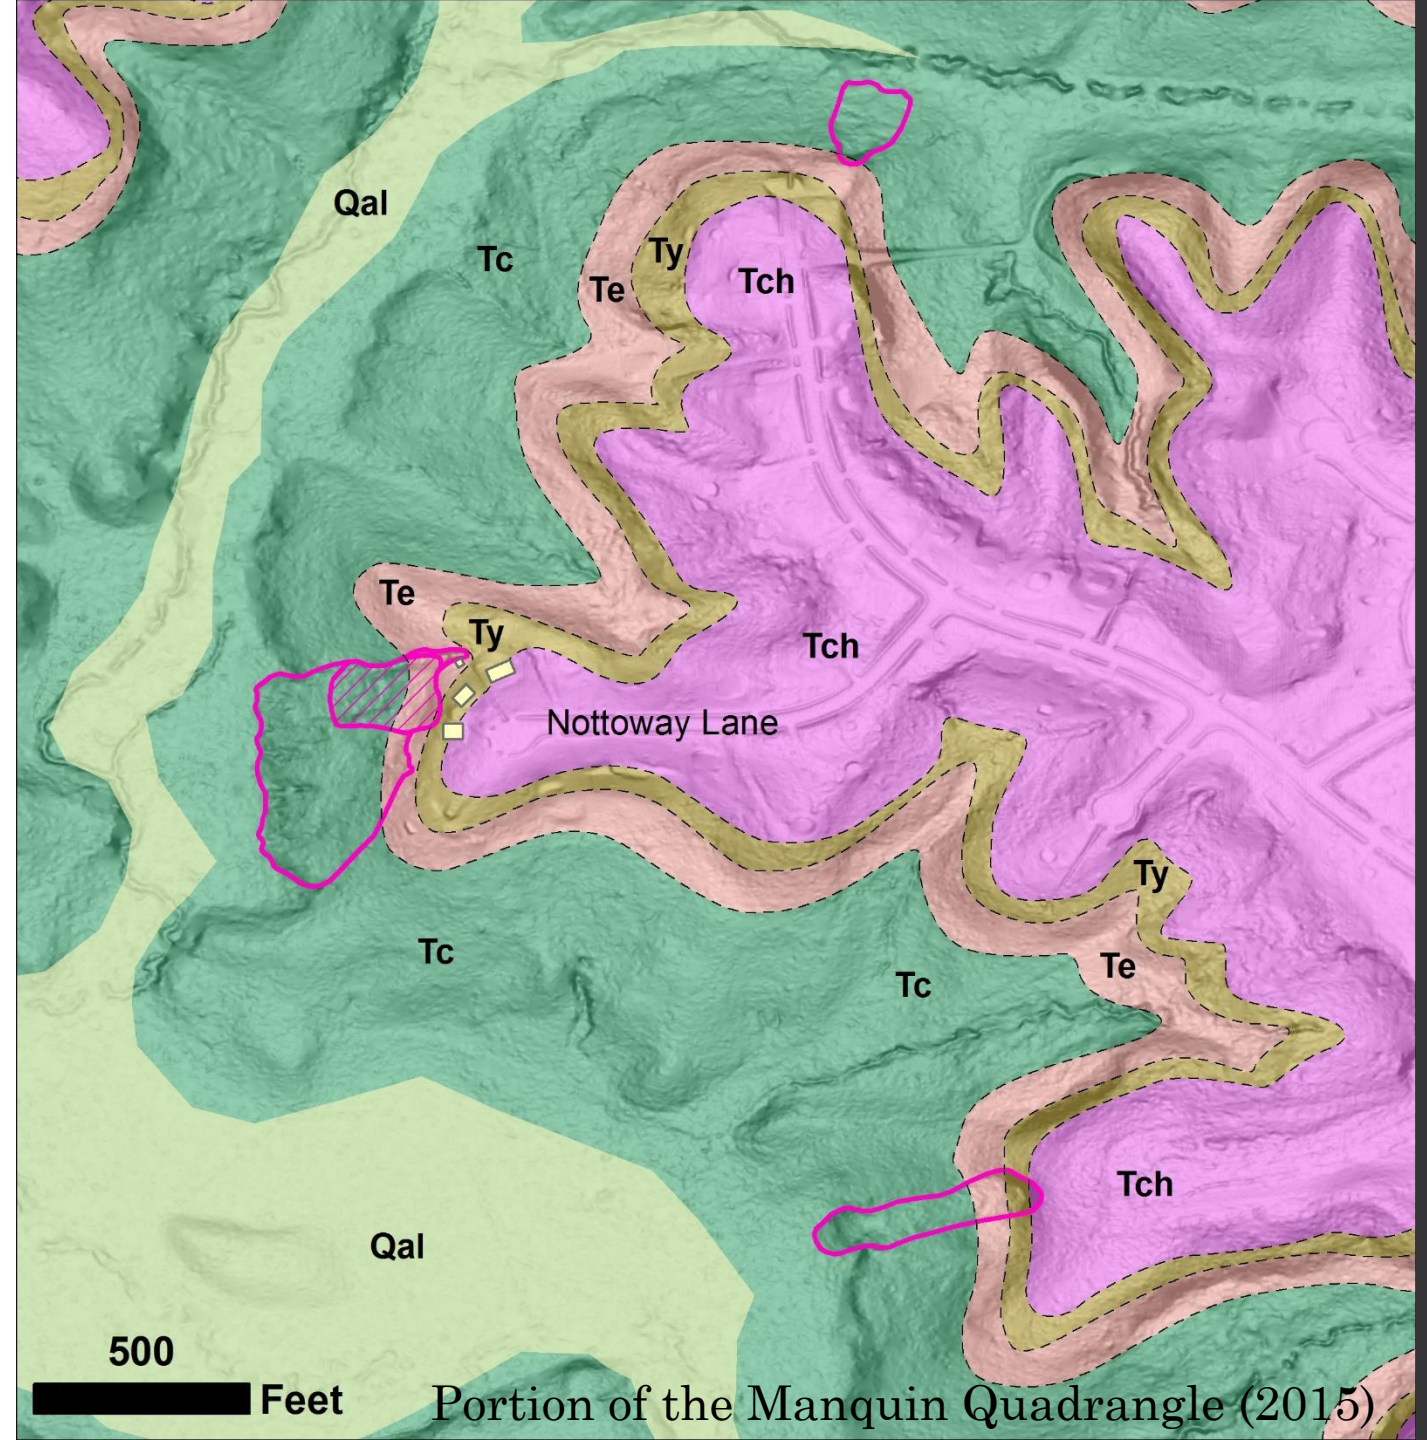 Qal
Tc
Ty
Te
Tch
Te
Ty
Tch
Nottoway Lane
Ty
Tc
Te
Tc
Tch
Qal
500
Feet
Portion of the Manquin Quadrangle (2015)